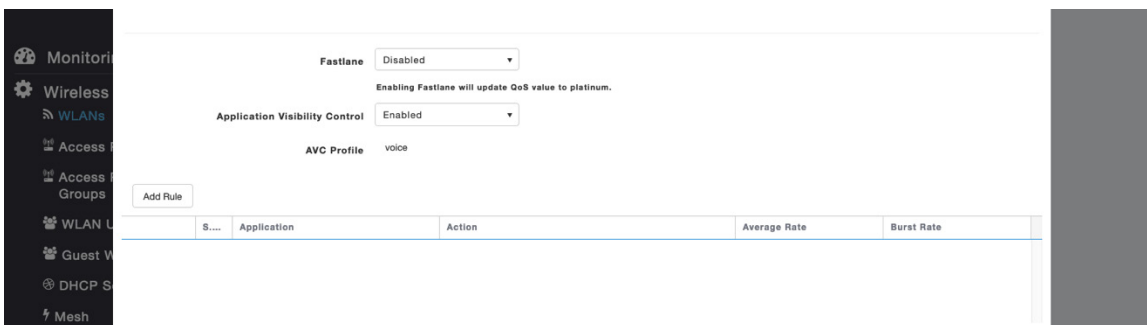 Monitori
Wireless
WLANs
Access
Access
Groups
WLAN U
Guest W
DHCP S
Mesh
Fastlane Disabled
Enabling Fastlane will update QoS value to platinum.
Application Visibility Control Enabled
AVC Profile voice
Add Rule
S.... Application Action Average Rate Burst Rate